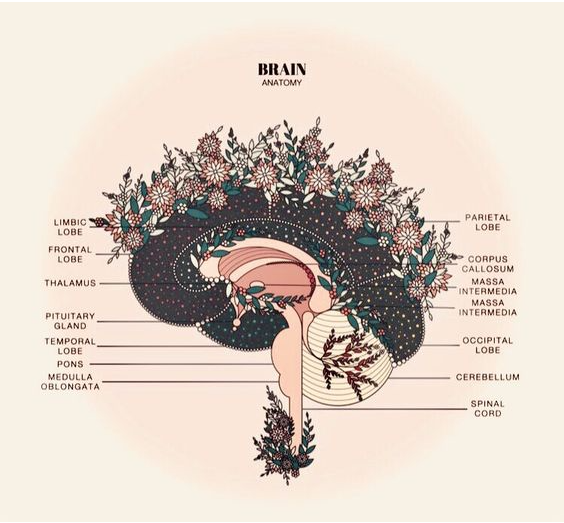 BRAIN
ANATOMY
LIMBIC
LOBE
FRONTAL
LOBE
THALAMUS
PITUITARY
GLAND
TEMPORAL
LOBE
PONS
MEDULLA
OBLONGATA
PARIETAL
LOBE
CORPUS
CALLOSUM
MASSA
INTERMEDIA
MASSA
INTERMEDIA
OCCIPITAL
LOBE
CEREBELLUM
SPINAL
CORD